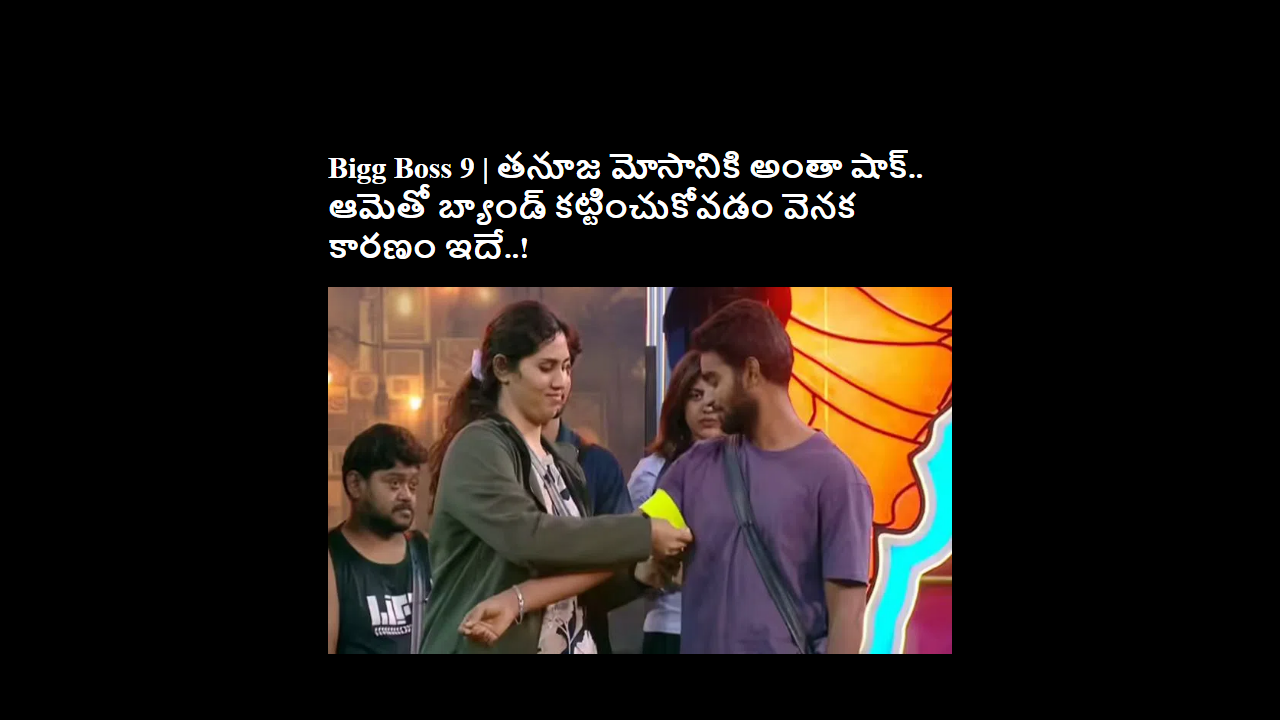 Bigg Boss 9 | తనూజ మోసానికి అంతా షాక్..
ఆమెతో బ్యాండ్ కట్టించుకోవడం వెనక
కారణం ఇదే..!